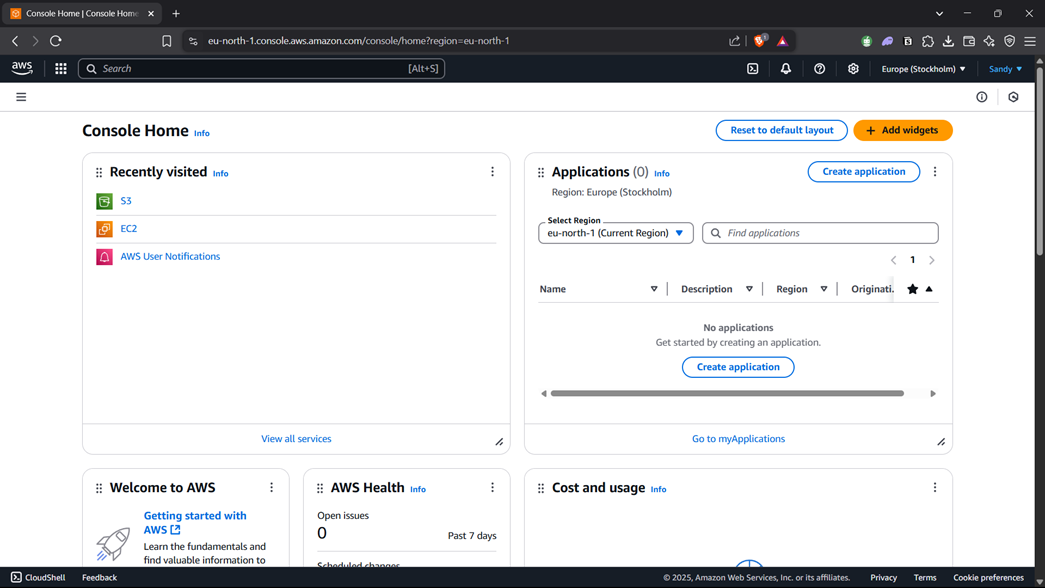 Console Home | Console Home
eu-north-1.console.aws.amazon.com/console/home?region=eu-north-1
1
aws
Search
[Alt+S]
Europe (Stockholm)
Sandy
Console Home
Info
Reset to default layout
Add widgets
Recently visited
Info
S3
EC2
AWS User Notifications
View all services
Applications (0)
Info
Create application
Region: Europe (Stockholm)
Select Region
eu-north-1 (Current Region)
Find applications
1
Name
Description
Region
Originati.
No applications
Get started by creating an application.
Create application
Go to myApplications
Welcome to AWS
Getting started with
AWS
Learn the fundamentals and
find valuable information to
AWS Health
Info
Open issues
0
Past 7 days
Scheduled changes
Cost and usage
Info
CloudShell
Feedback
© 2025, Amazon Web Services, Inc. or its affiliates.
Privacy
Terms
Cookie preferences